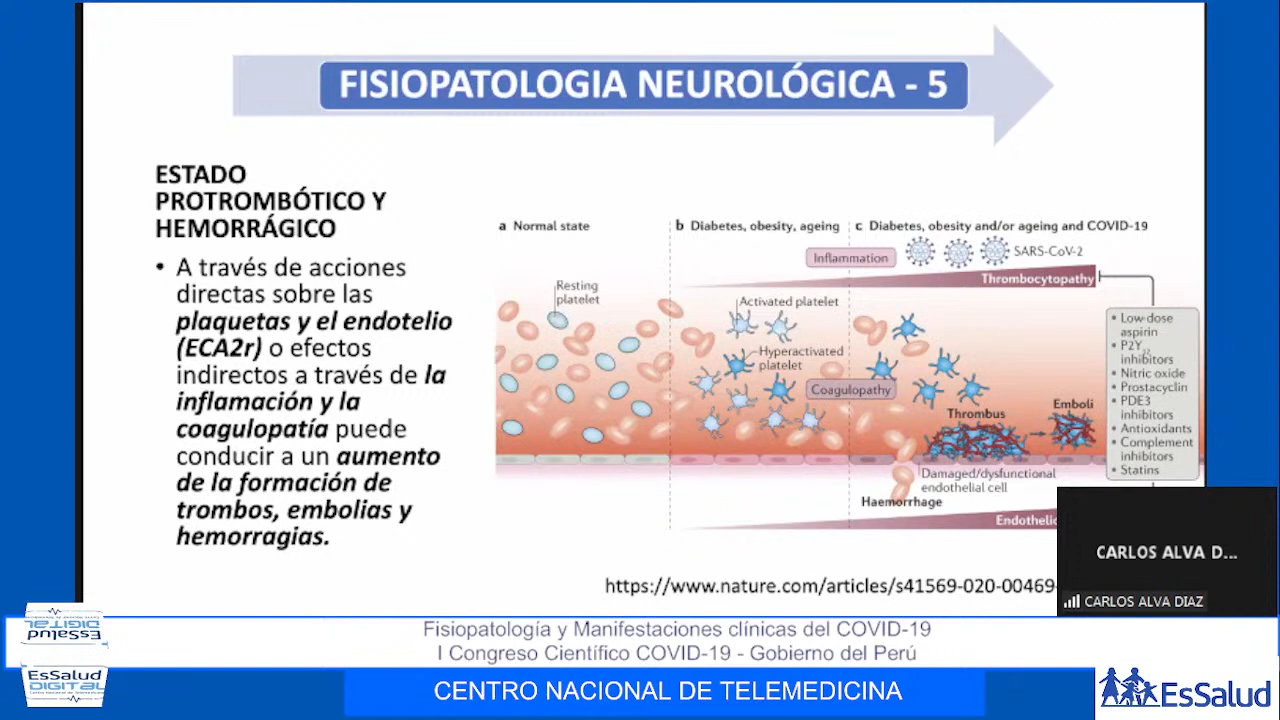 FISIOPATOLOGIA NEUROLÓGICA - 5
ESTADO
PROTROMBÓTICO Y
HEMORRÁGICO
• A través de acciones
directas sobre las
plaquetas y el endotelio
(ECA2r) o efectos
indirectos a través de la
inflamación y la
coagulopatía puede
conducir a un aumento
de la formación de
trombos, embolias y
hemorragias.
a Normal state
b Diabetes, obesity, ageing
c Diabetes, obesity and/or ageing and COVID-19
Inflammation
SARS-CoV-2
Thrombocytopathy
Resting
platelet
Activated platelet
Hyperactivated
platelet
Coagulopathy
Thrombus
Emboli
Damaged/dysfunctional
endothelial cell
Haemorrhage
• Low-dose
aspirin
• P2Y12
inhibitors
• Nitric oxide
• Prostacyclin
• PDE3
inhibitors
• Antioxidants
• Complement
inhibitors
• Statins
https://www.nature.com/articles/s41569-020-00469-
CARLOS ALVA D...
CARLOS ALVA DIAZ
Fisiopatología y Manifestaciones clinicas del COVID-19
I Congreso Científico COVID-19 - Gobierno del Perú
CENTRO NACIONAL DE TELEMEDICINA
EsSalud
DIGITAL
EsSalud
DIGITAL
EsSalud